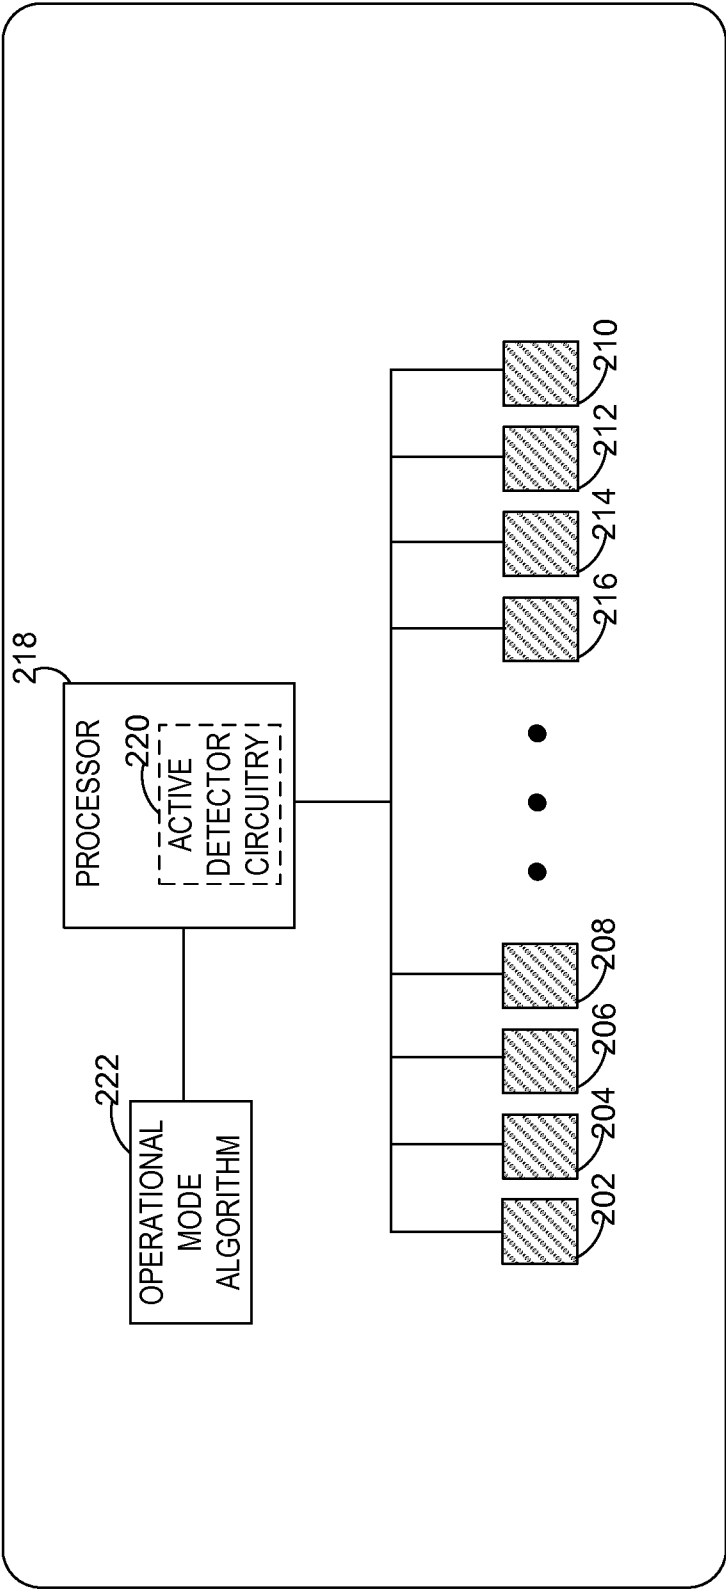 218
PROCESSOR
220
ACTIVE
DETECTOR
CIRCUITRY
222
OPERATIONAL
MODE
ALGORITHM
202 204 206 208 216 214 212 210